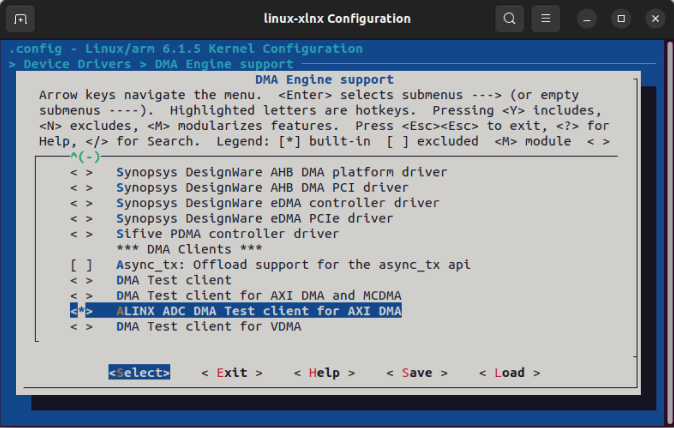 linux-xlnx Configuration
.config - Linux/arm 6.1.5 Kernel Configuration
> Device Drivers > DMA Engine support
DMA Engine support
Arrow keys navigate the menu.  <Enter> selects submenus ---> (or empty
submenus ----).  Highlighted letters are hotkeys.  Pressing <Y> includes,
<N> excludes, <M> modularizes features.  Press <Esc><Esc> to exit, <?> for
Help, </> for Search.  Legend: [*] built-in  [ ] excluded  <M> module  < >
^(-)
< >   Synopsys DesignWare AHB DMA platform driver
< >   Synopsys DesignWare AHB DMA PCI driver
< >   Synopsys DesignWare eDMA controller driver
< >   Synopsys DesignWare eDMA PCIe driver
< >   Sifive PDMA controller driver
*** DMA Clients ***
[ ]   Async_tx: Offload support for the async_tx api
< >   DMA Test client
< >   DMA Test client for AXI DMA and MCDMA
<*>   ALINX ADC DMA Test client for AXI DMA
< >   DMA Test client for VDMA
<Select>    < Exit >    < Help >    < Save >    < Load >